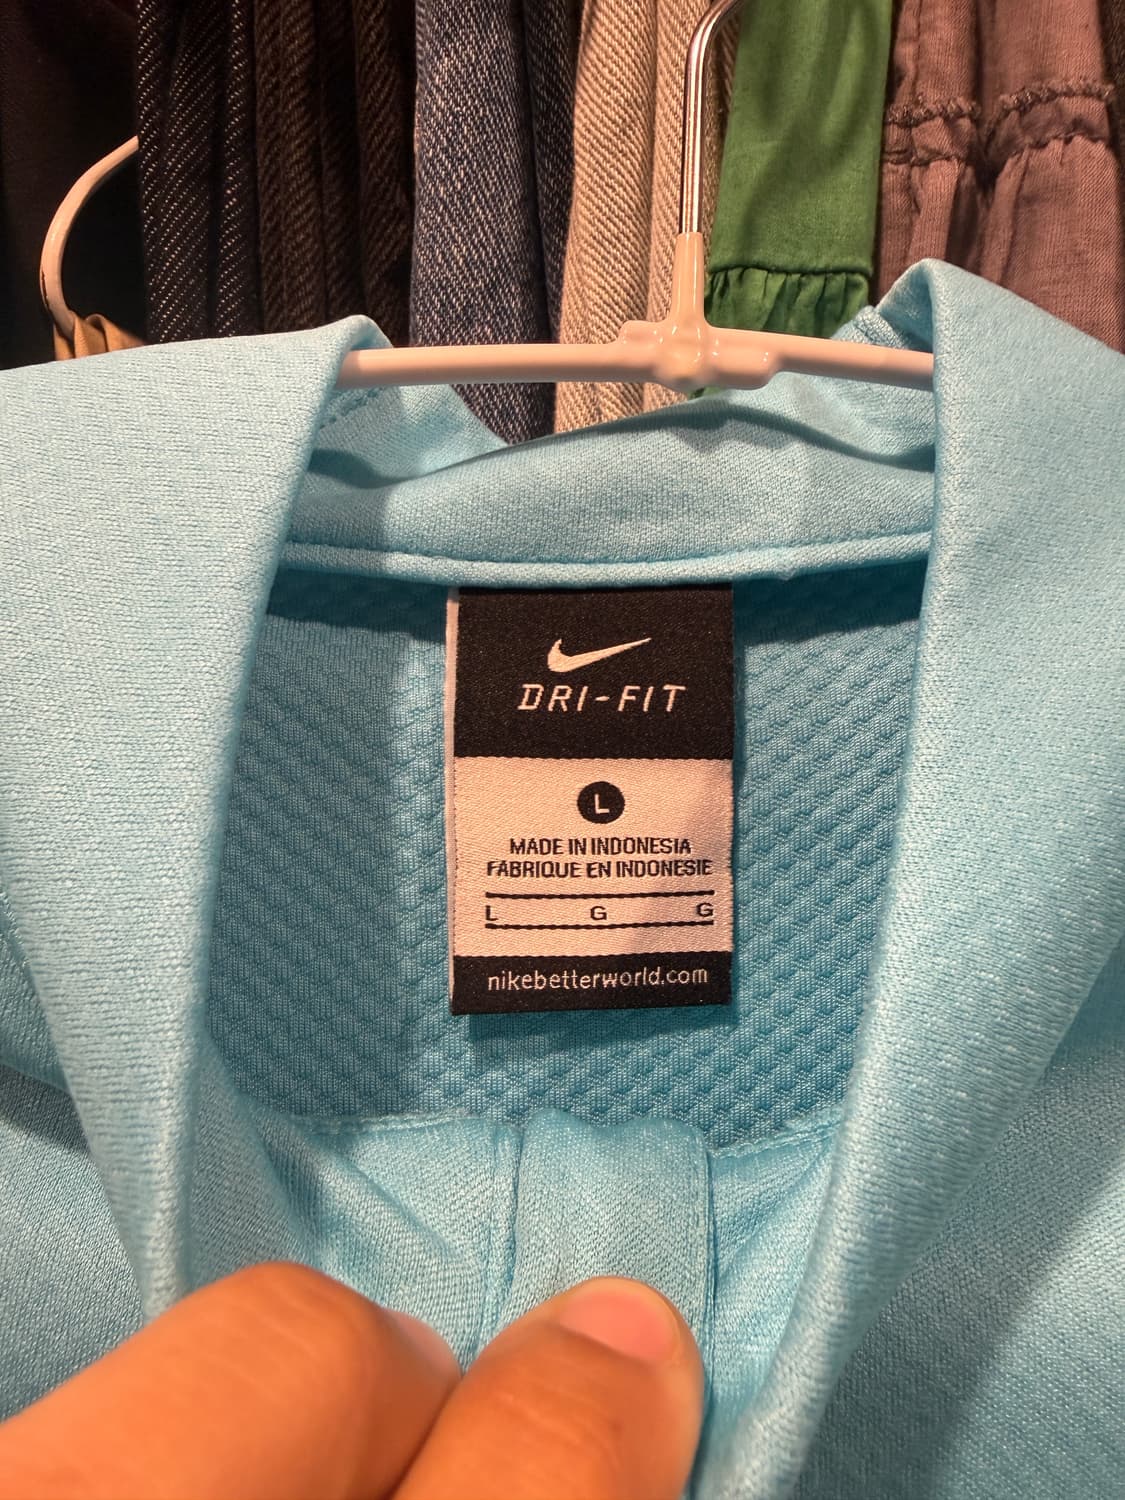 DRI-FIT
L
MADE IN INDONESIA
FABRIQUE EN INDONESIE
L G G
nikebetterworld.com